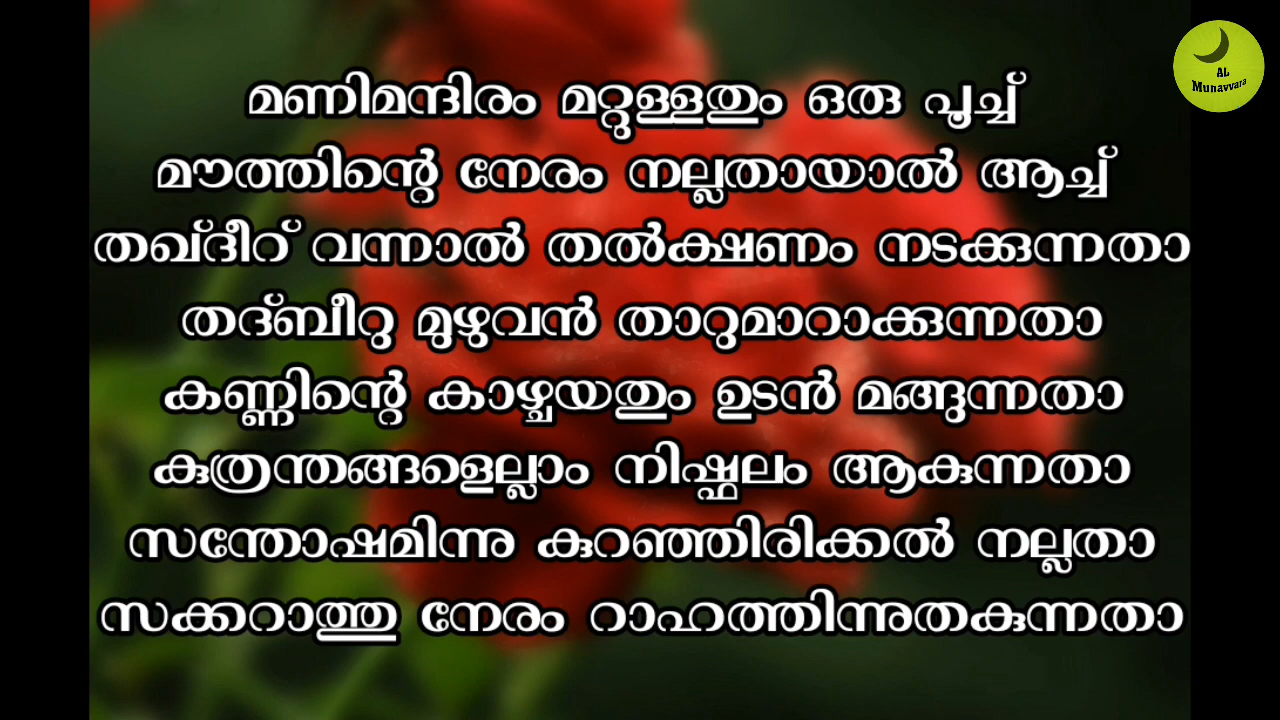 മണിമന്ദിരം മറ്റുള്ളതും ഒരു പൂച്ച്
മൗത്തിന്റെ നേരം നല്ലതായാൽ ആച്ച്
തഖ്ദീറ് വന്നാൽ തൽക്ഷണം നടക്കുന്നതാ
തദ്ബീറു മുഴുവൻ താറുമാറാക്കുന്നതാ
കണ്ണിന്റെ കാഴ്ചയതും ഉടൻ മങ്ങുന്നതാ
കുത്രന്തങ്ങളെല്ലാം നിഷ്ഫലം ആകുന്നതാ
സന്തോഷമിന്നു കുറഞ്ഞിരിക്കൽ നല്ലതാ
സക്കറാത്തു നേരം റാഹത്തിന്നുതകുന്നതാ
AL
Munavvara